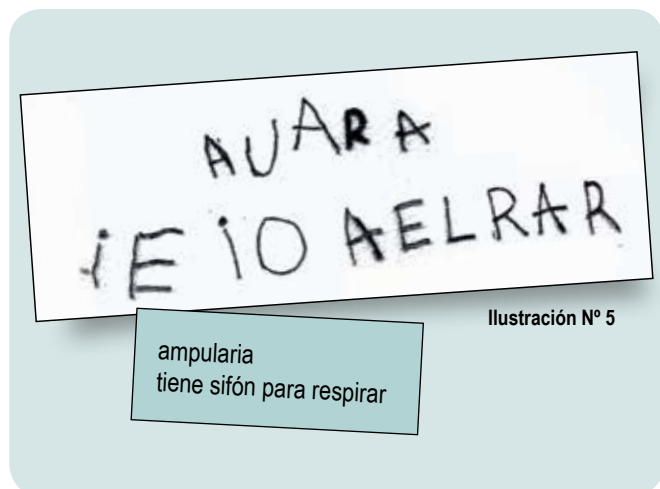 AUARA
iE iO AELRAR
Ilustración Nº 5
ampularia
tiene sifón para respirar